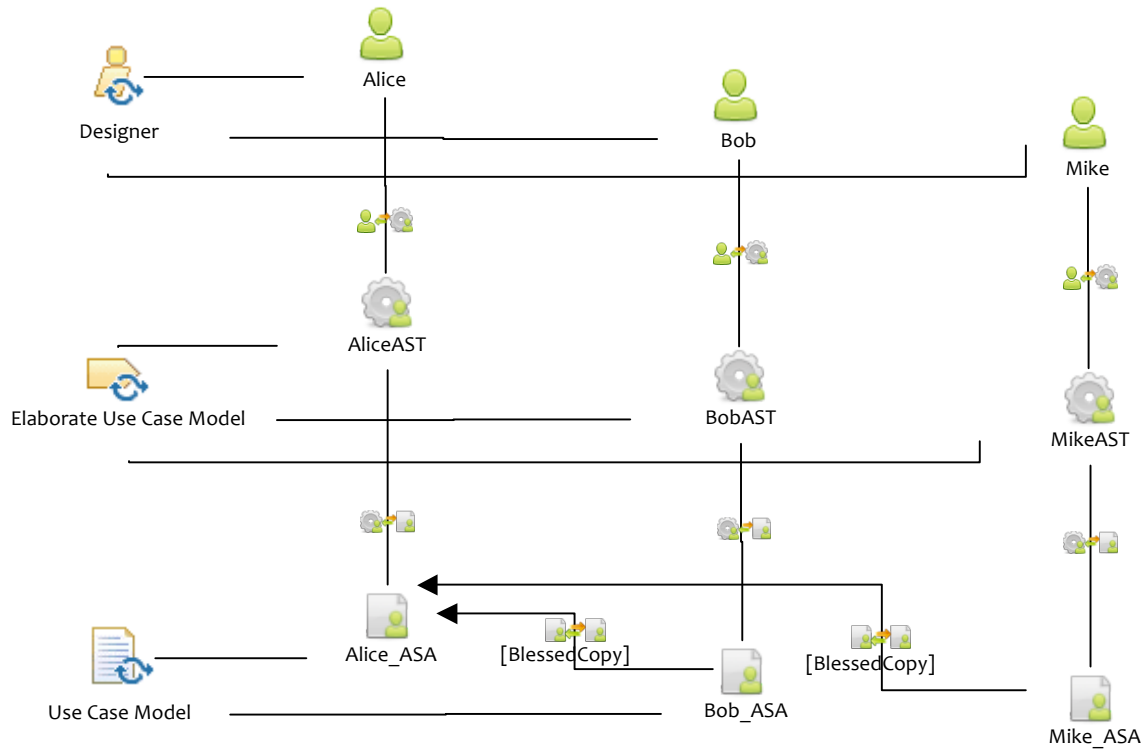 Alice
Designer
Bob
Mike
AliceAST
Elaborate Use Case Model
BobAST
MikeAST
Alice_ASA
[BlessedCopy]
[BlessedCopy]
Use Case Model
Bob_ASA
Mike_ASA